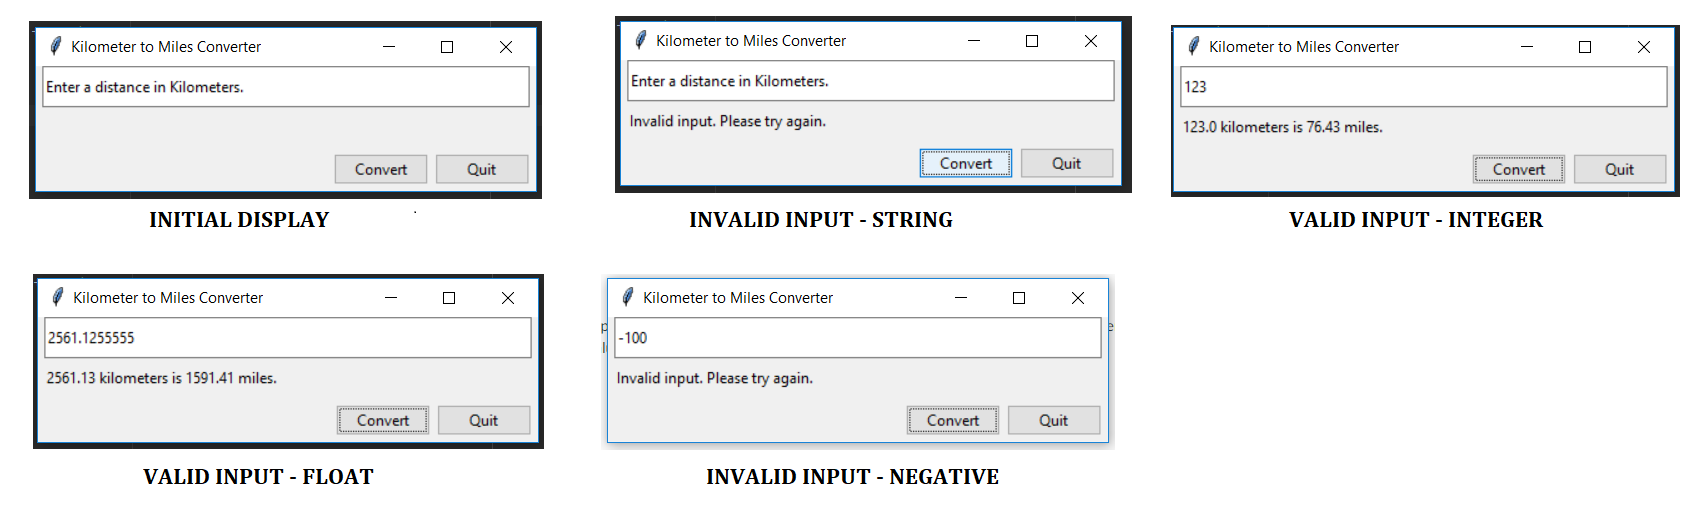 Kilometer to Miles Converter
Enter a distance in Kilometers.
Convert Quit
INITIAL DISPLAY
Kilometer to Miles Converter
Enter a distance in Kilometers.
Invalid input. Please try again.
Convert Quit
INVALID INPUT - STRING
Kilometer to Miles Converter
123
123.0 kilometers is 76.43 miles.
Convert Quit
VALID INPUT - INTEGER
Kilometer to Miles Converter
2561.1255555
2561.13 kilometers is 1591.41 miles.
Convert Quit
VALID INPUT - FLOAT
Kilometer to Miles Converter
-100
Invalid input. Please try again.
Convert Quit
INVALID INPUT - NEGATIVE